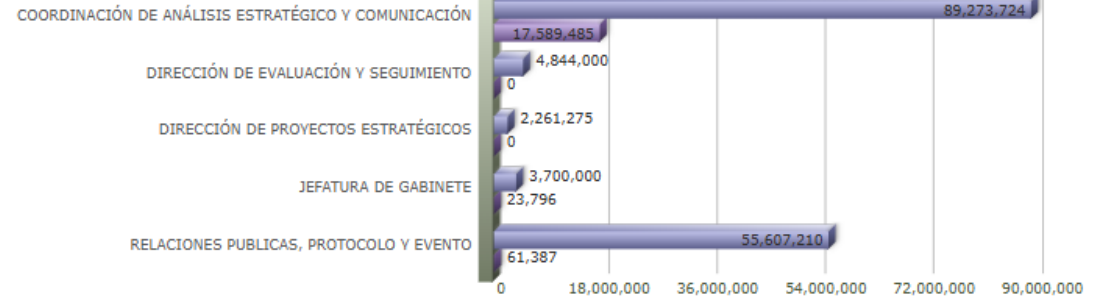 COORDINACIÓN DE ANÁLISIS ESTRATÉGICO Y COMUNICACIÓN
89,273,724
17,589,485
DIRECCIÓN DE EVALUACIÓN Y SEGUIMIENTO
4,844,000
0
DIRECCIÓN DE PROYECTOS ESTRATÉGICOS
2,261,275
0
JEFATURA DE GABINETE
3,700,000
23,796
RELACIONES PUBLICAS, PROTOCOLO Y EVENTO
55,607,210
61,387
0 18,000,000 36,000,000 54,000,000 72,000,000 90,000,000